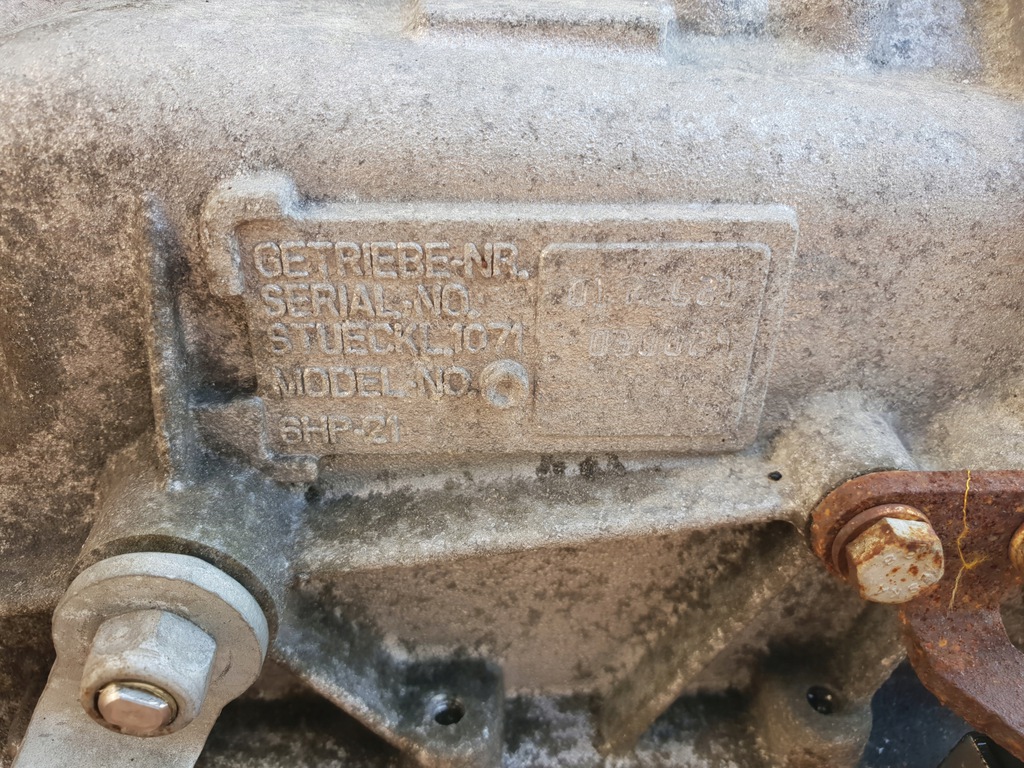 GETRIEBE-NR.
SERIAL-NO.
STUECKL.1071
MODEL-NO.
6HP-21